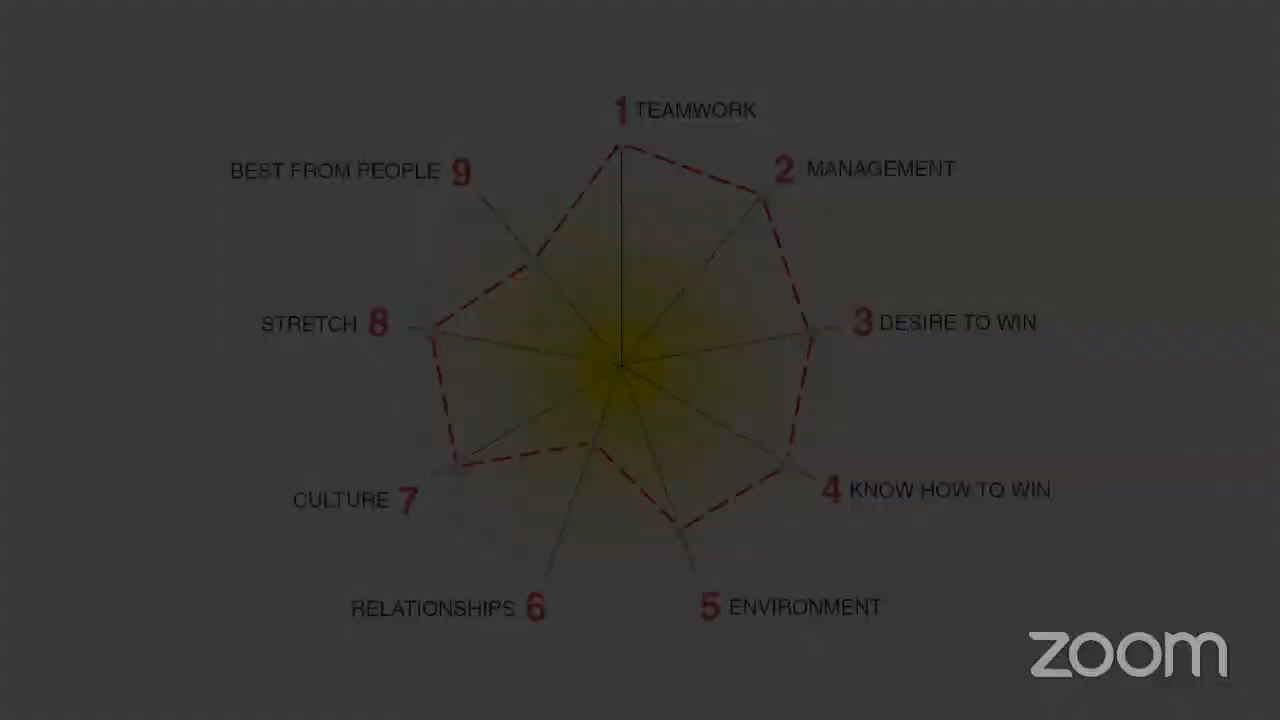 1 TEAMWORK
2 MANAGEMENT
3 DESIRE TO WIN
4 KNOW HOW TO WIN
5 ENVIRONMENT
RELATIONSHIPS 6
CULTURE 7
STRETCH 8
BEST FROM PEOPLE 9
zoom